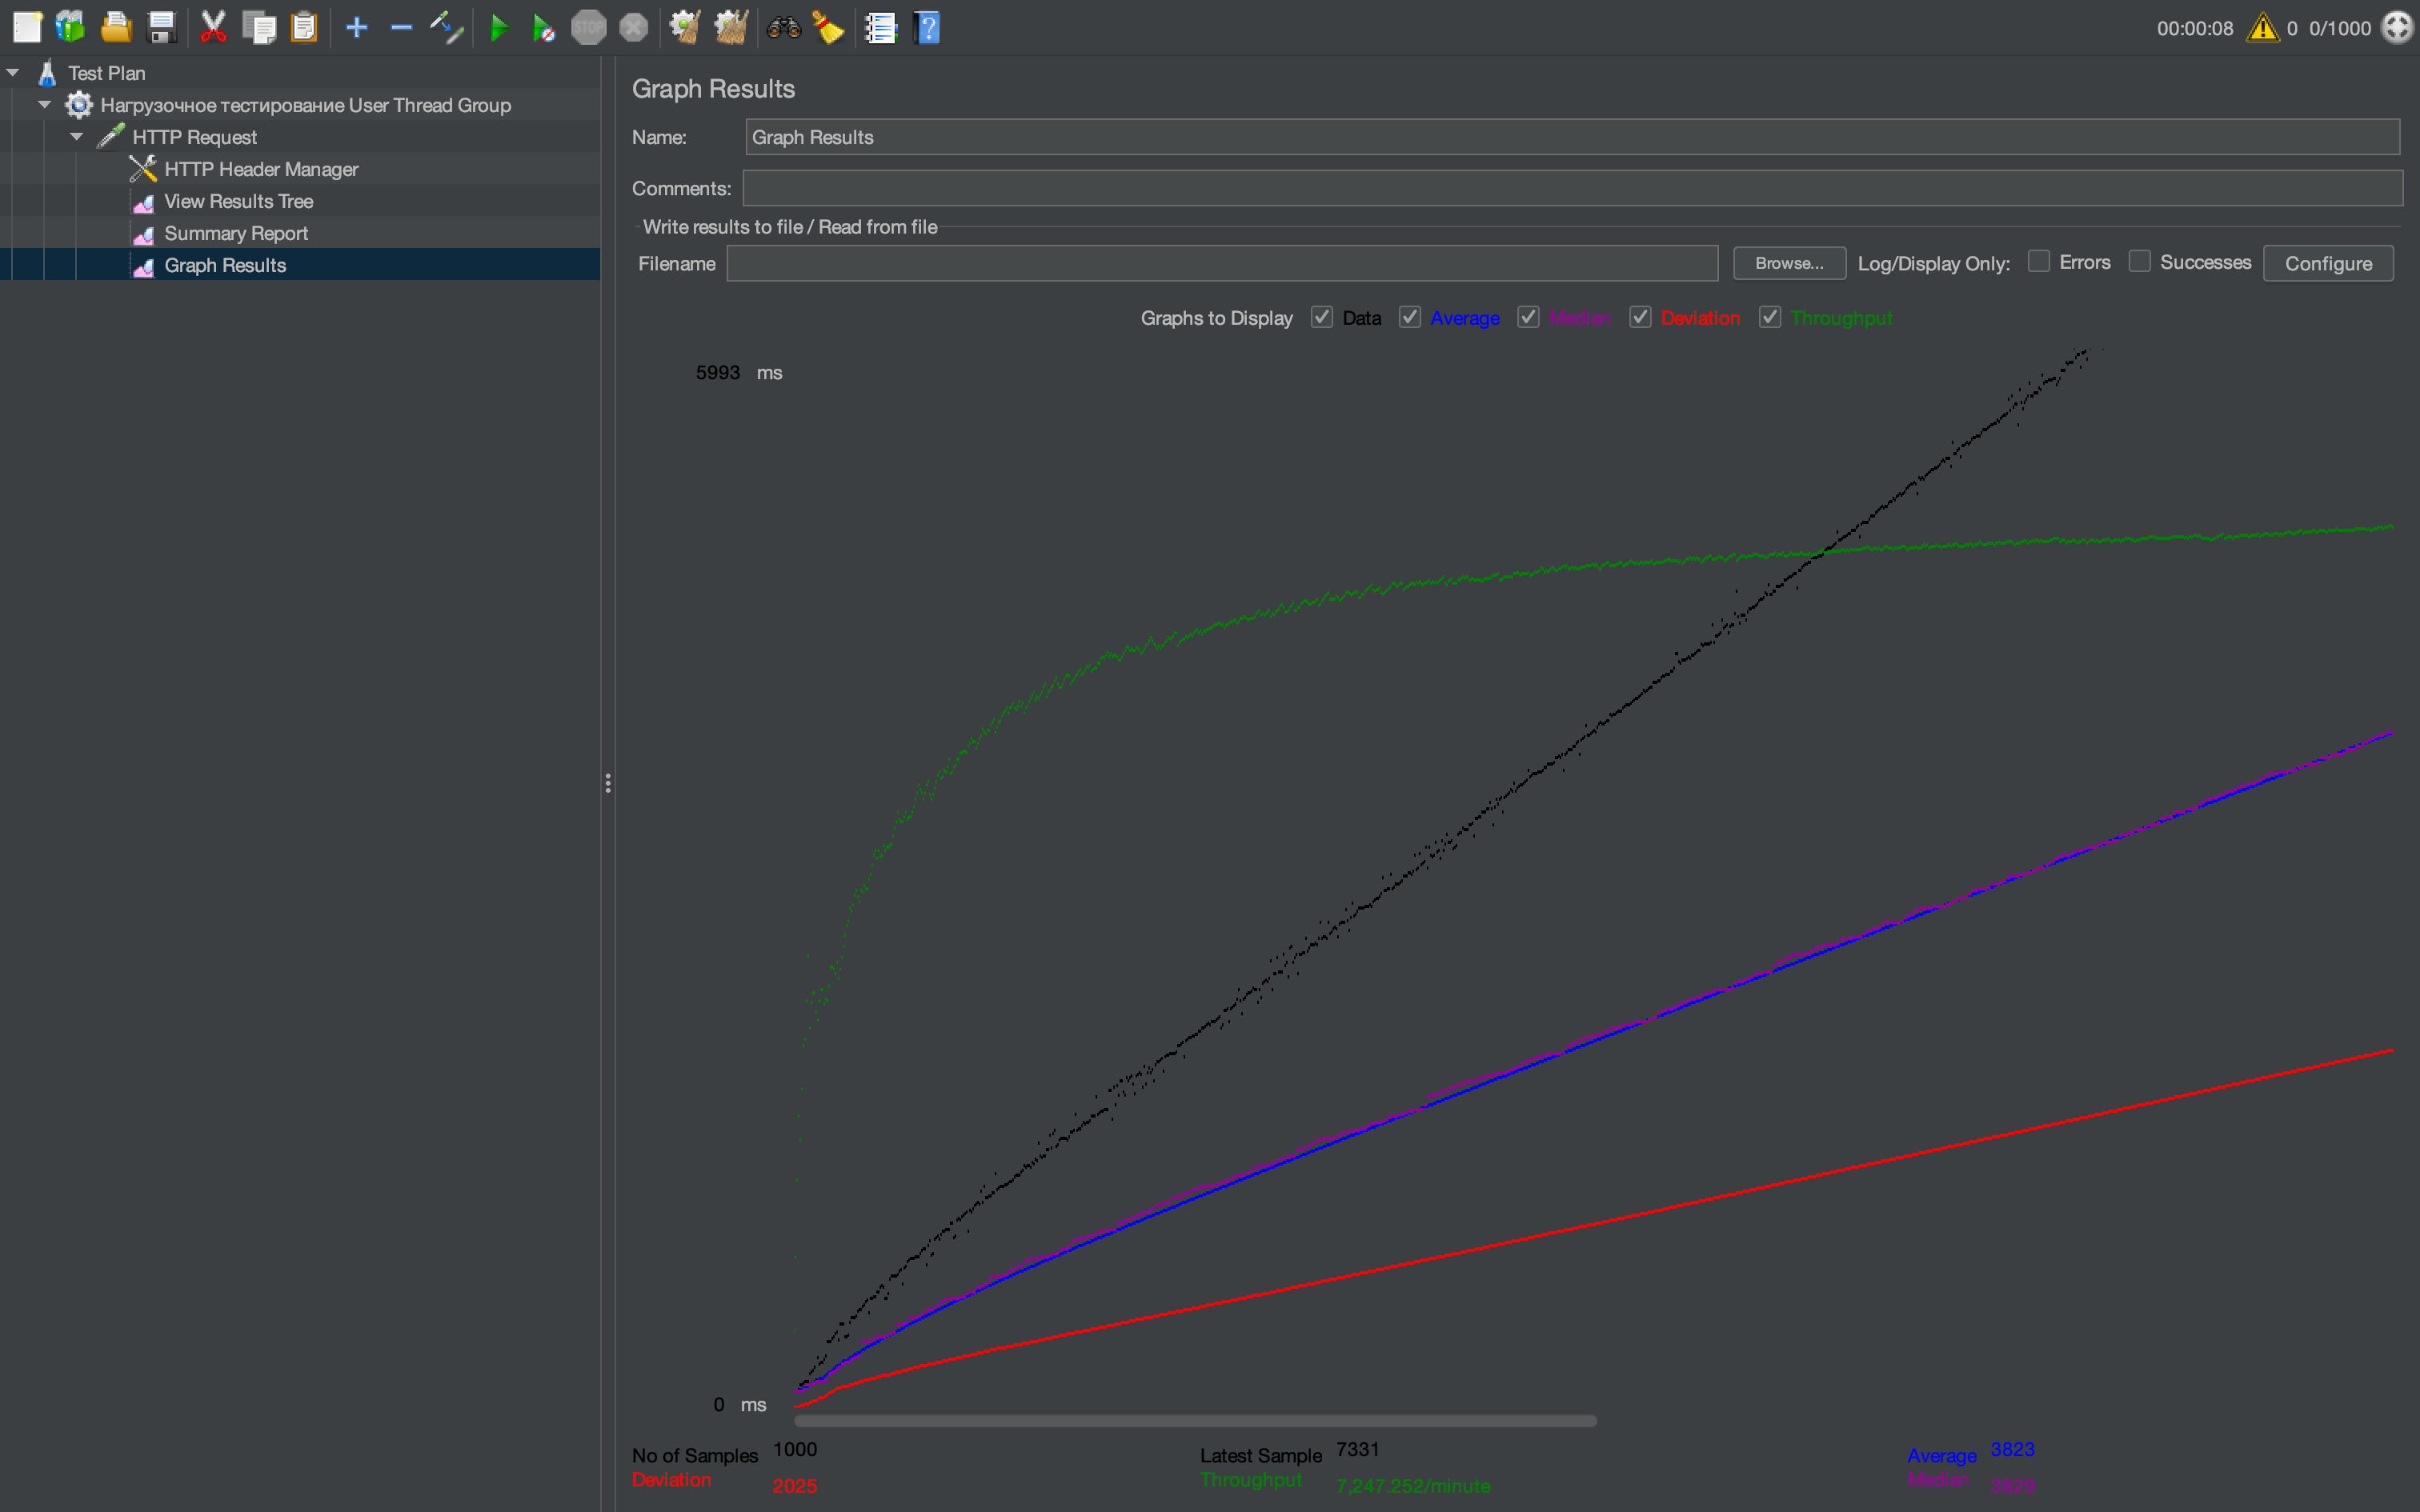 STOP
00:00:08 0 0/1000
Test Plan
Нагрузочное тестирование User Thread Group
HTTP Request
HTTP Header Manager
View Results Tree
Summary Report
Graph Results
Graph Results
Name: Graph Results
Comments:
Write results to file / Read from file
Filename Browse... Log/Display Only: Errors Successes Configure
Graphs to Display Data Average Median Deviation Throughput
5993 ms
0 ms
No of Samples 1000 Latest Sample 7331 Average 3823
Deviation 2025 Throughput 7,247.252/minute Median 3829